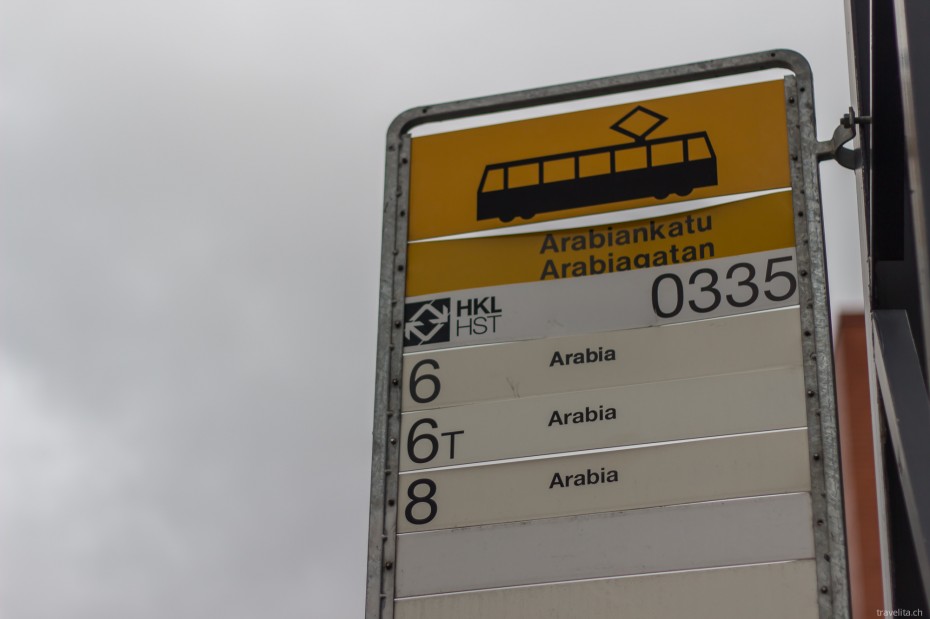 Arabiankatu
Arabiagatan
0335
HKL
HST
6 Arabia
6T Arabia
8 Arabia
travelita.ch